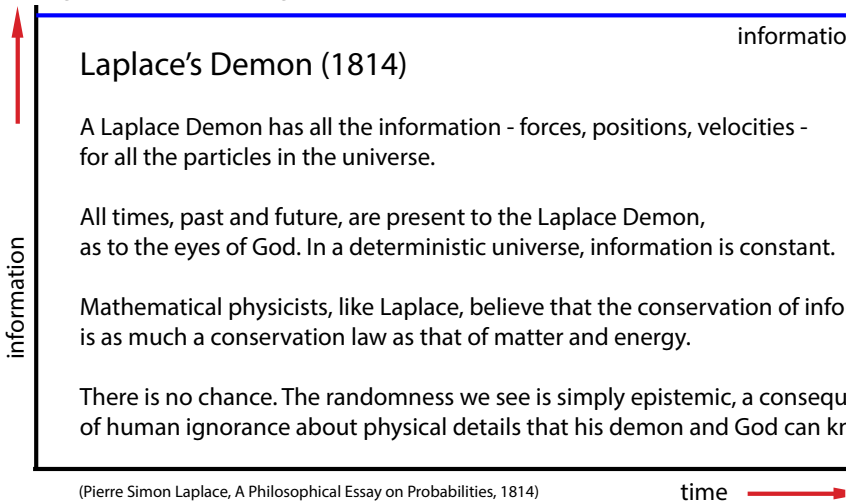 informatio
Laplace's Demon (1814)
A Laplace Demon has all the information - forces, positions, velocities -
for all the particles in the universe.
All times, past and future, are present to the Laplace Demon,
as to the eyes of God. In a deterministic universe, information is constant.
Mathematical physicists, like Laplace, believe that the conservation of info
is as much a conservation law as that of matter and energy.
There is no chance. The randomness we see is simply epistemic, a consequ
of human ignorance about physical details that his demon and God can kn
information
(Pierre Simon Laplace, A Philosophical Essay on Probabilities, 1814)
time